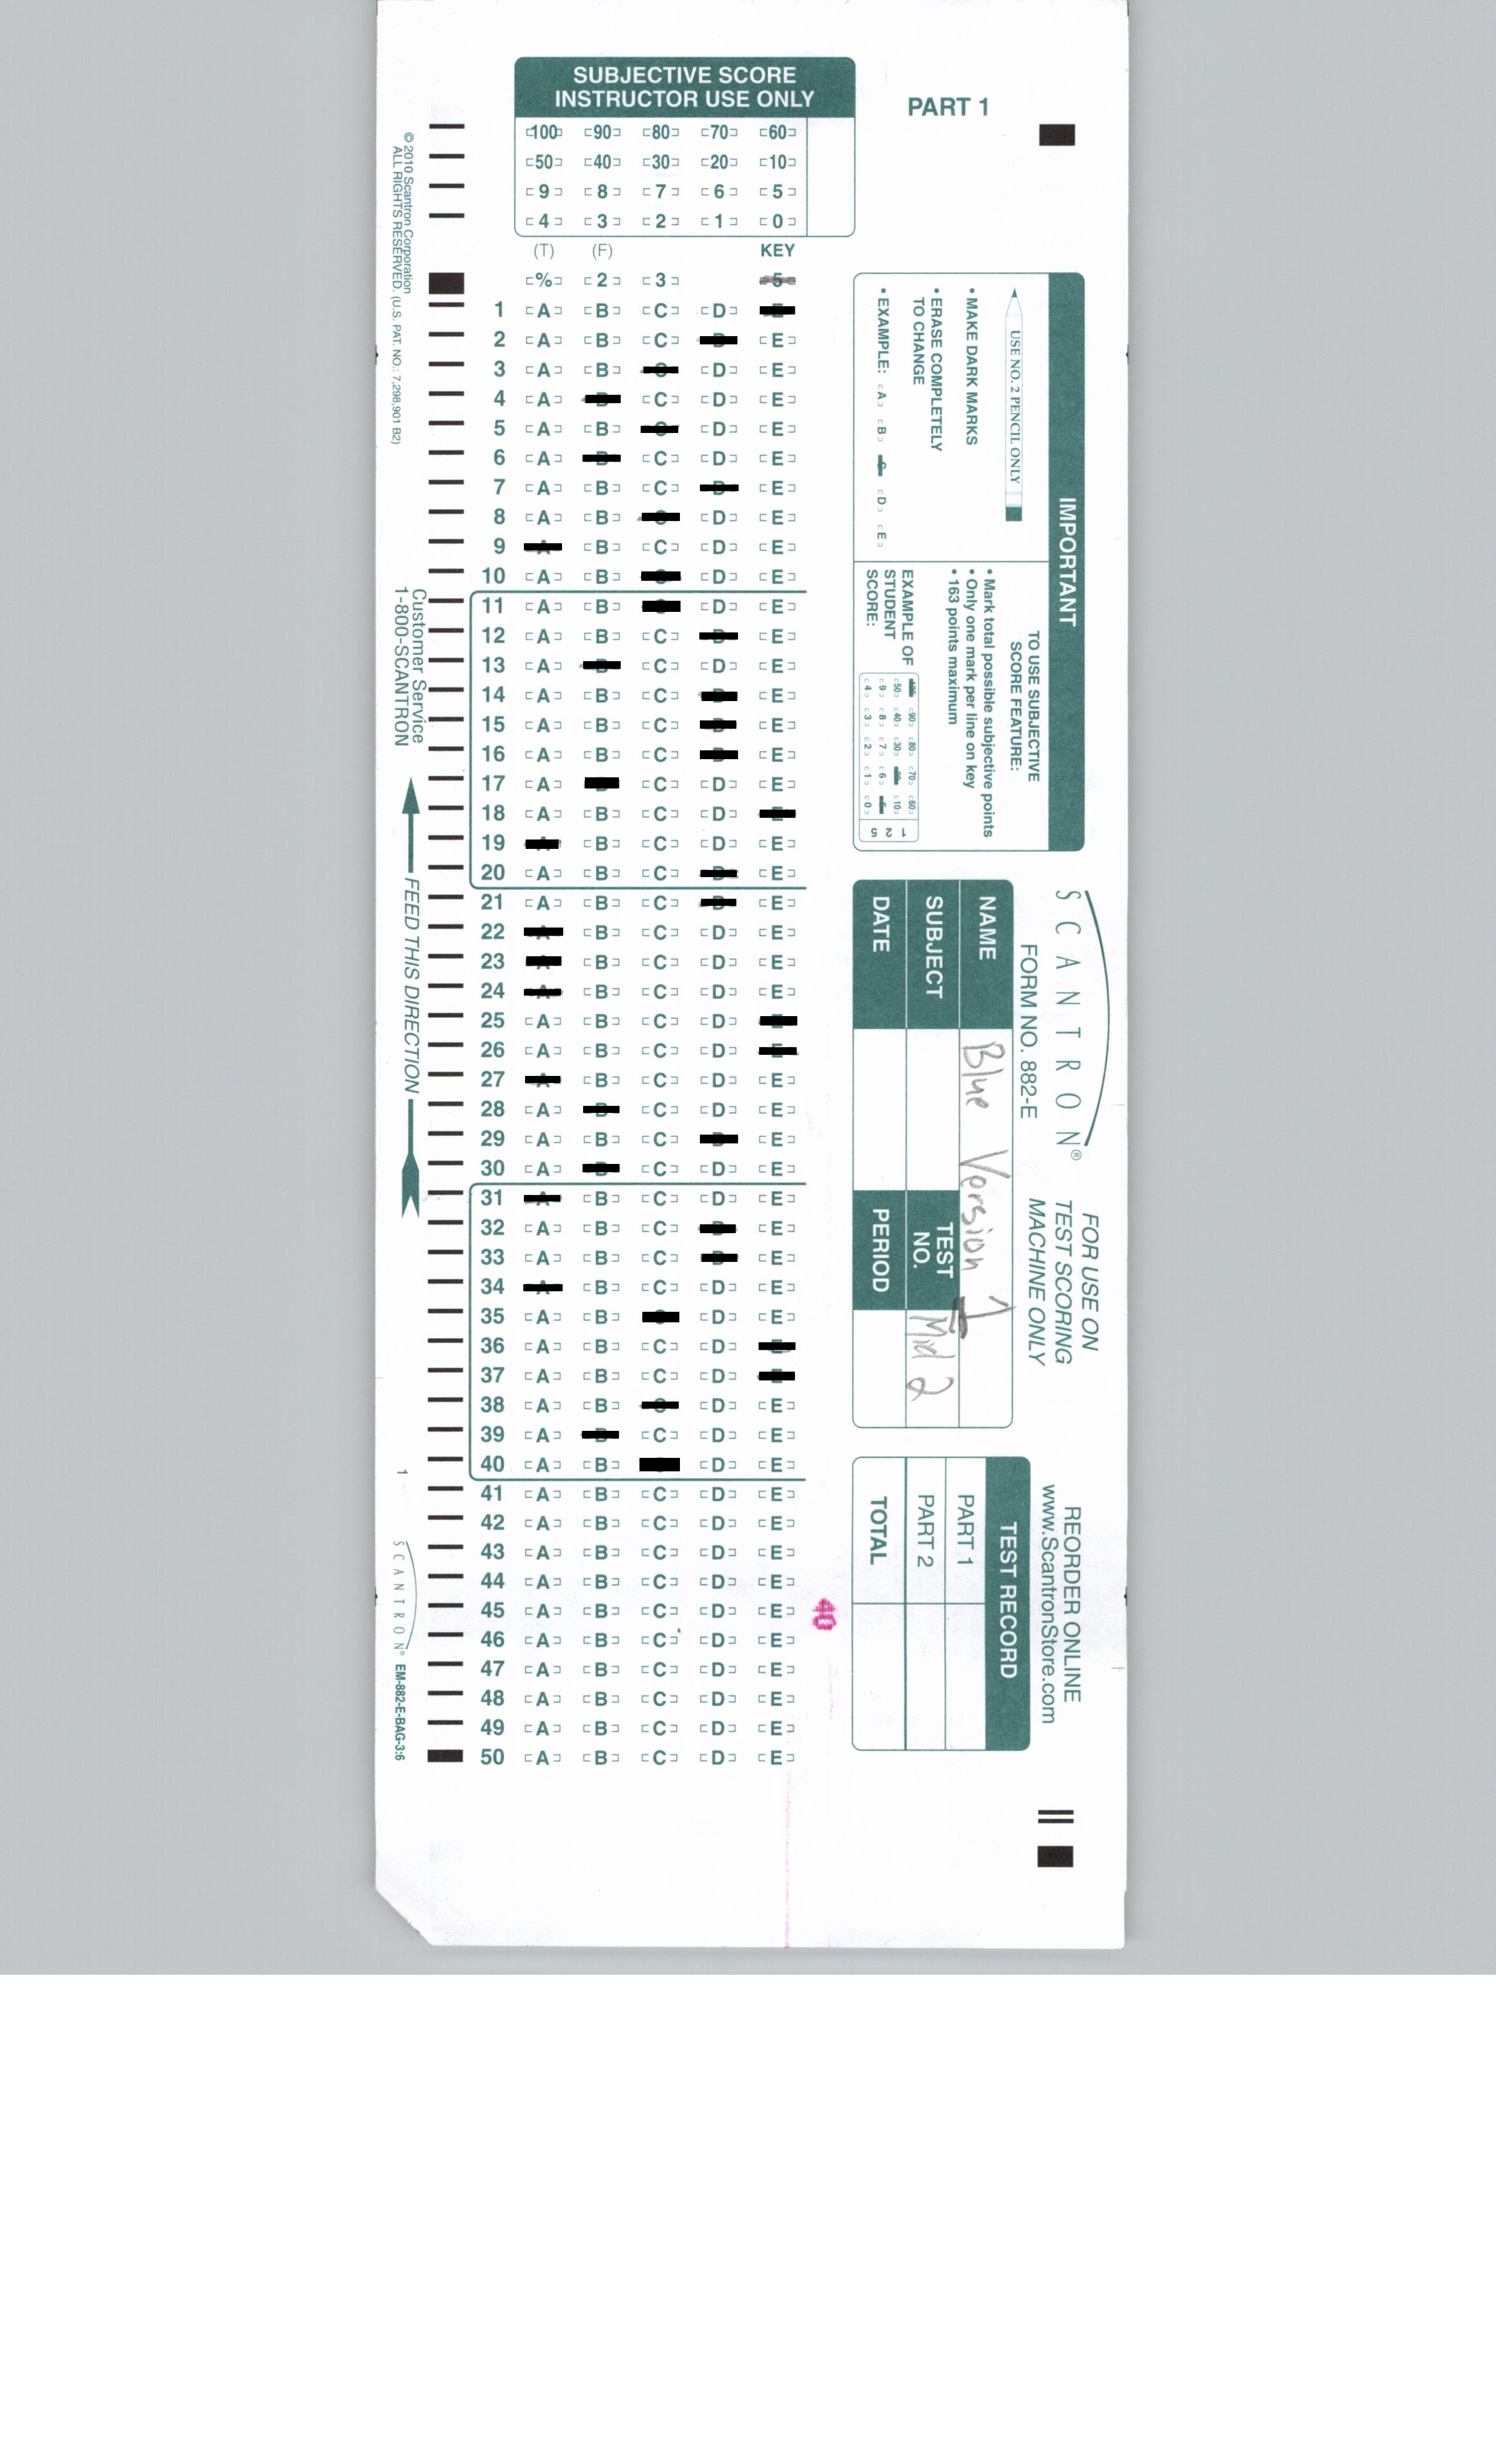 SUBJECTIVE SCORE
INSTRUCTOR USE ONLY
PART 1
100 90 80 70 60
50 40 30 20 10
9 8 7 6 5
4 3 2 1 0
(T) (F) KEY
% 2 3 5
1 A B C D
2 A B C E
3 A B D E
4 A C D E
5 A B D E
6 A C D E
7 A B C E
8 A B D E
9 B C D E
10 A B D E
11 A B D E
12 A B C E
13 A C D E
14 A B C E
15 A B C E
16 A B C E
17 A C D E
18 A B C D
19 B C D E
20 A B C E
21 A B C E
22 B C D E
23 B C D E
24 B C D E
25 A B C D
26 A B C D
27 B C D E
28 A C D E
29 A B C E
30 A C D E
31 B C D E
32 A B C E
33 A B C E
34 B C D E
35 A B D E
36 A B C D
37 A B C D
38 A B D E
39 A C D E
40 A B D E
41 A B C D E
42 A B C D E
43 A B C D E
44 A B C D E
45 A B C D E
46 A B C D E
47 A B C D E
48 A B C D E
49 A B C D E
50 A B C D E
40
© 2010 Scantron Corporation
ALL RIGHTS RESERVED. (U.S. PAT. NO.: 7,298,901 B2)
Customer Service
1-800-SCANTRON
FEED THIS DIRECTION
1
SCANTRON® EM-882-E-BAG-3:6
IMPORTANT
USE NO. 2 PENCIL ONLY
• MAKE DARK MARKS
• ERASE COMPLETELY
TO CHANGE
• EXAMPLE: A B C D E
TO USE SUBJECTIVE
SCORE FEATURE:
• Mark total possible subjective points
• Only one mark per line on key
• 163 points maximum
EXAMPLE OF
STUDENT
SCORE:
90 80 70 60
50 40 30 10
9 8 7 6
4 3 2 1 0
1
2
5
SCANTRON®
FORM NO. 882-E
FOR USE ON
TEST SCORING
MACHINE ONLY
NAME Blue Version 1
SUBJECT
TEST
NO. Mid 2
DATE
PERIOD
REORDER ONLINE
www.ScantronStore.com
TEST RECORD
PART 1
PART 2
TOTAL